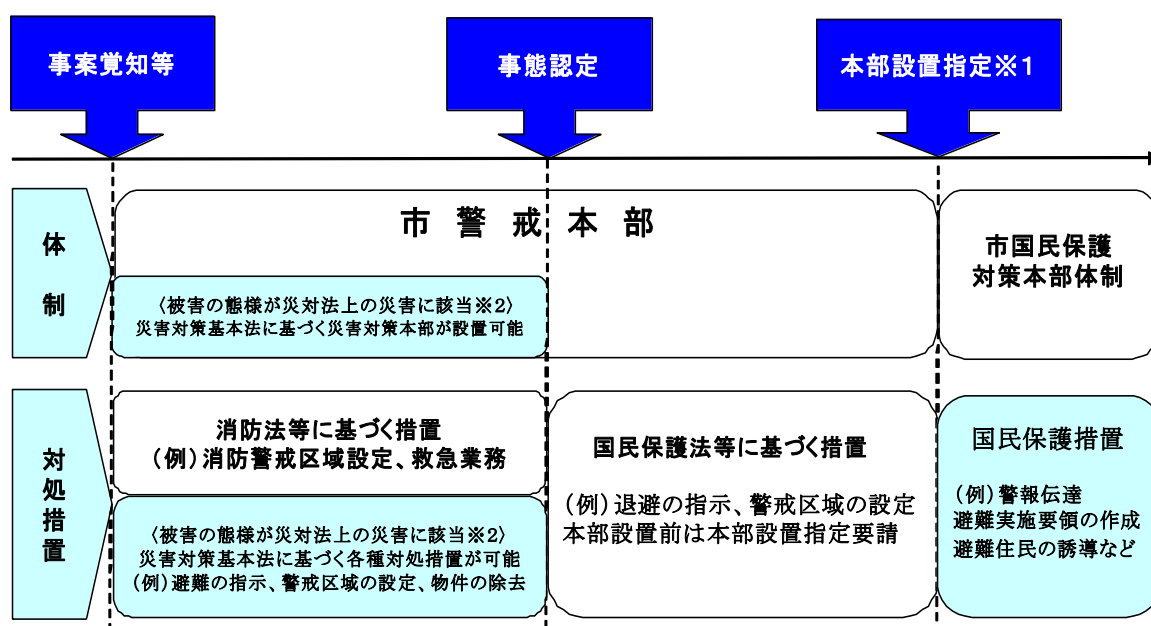 事案覚知等
事態認定
本部設置指定※1
体制
市警戒本部
〈被害の態様が災対法上の災害に該当※2〉
災害対策基本法に基づく災害対策本部が設置可能
市国民保護
対策本部体制
対処措置
消防法等に基づく措置
(例)消防警戒区域設定、救急業務
〈被害の態様が災対法上の災害に該当※2〉
災害対策基本法に基づく各種対処措置が可能
(例)避難の指示、警戒区域の設定、物件の除去
国民保護法等に基づく措置
(例)退避の指示、警戒区域の設定
本部設置前は本部設置指定要請
国民保護措置
(例)警報伝達
避難実施要領の作成
避難住民の誘導など